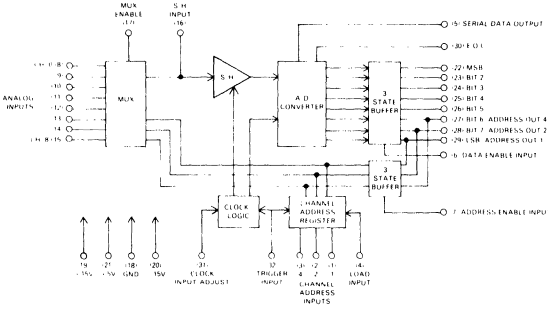 MUX
ENABLE
(17)
S H
INPUT
(16)
(5) SERIAL DATA OUTPUT
(30) E O C
(22) MSB
(23) BIT 2
(24) BIT 3
(25) BIT 4
(26) BIT 5
(27) BIT 6 ADDRESS OUT 4
(28) BIT 7 ADDRESS OUT 2
(29) LSB ADDRESS OUT 1
(6) DATA ENABLE INPUT
7 ADDRESS ENABLE INPU
CH 1 (8)
9
10
11
12
13
14
CH 8 15
ANALOG
INPUTS
MUX
S H
A D
CONVERTER
3
STATE
BUFFER
3
STATE
BUFFER
CLOCK
LOGIC
CHANNEL
ADDRESS
REGISTER
19
15V
(21)
5V
(18)
GND
(20)
15V
(31)
CLOCK
INPUT ADJUST
TRIGGER
INPUT
(3) (2) (1)
4 2 1
CHANNEL
ADDRESS
INPUTS
(4)
LOAD
INPUT